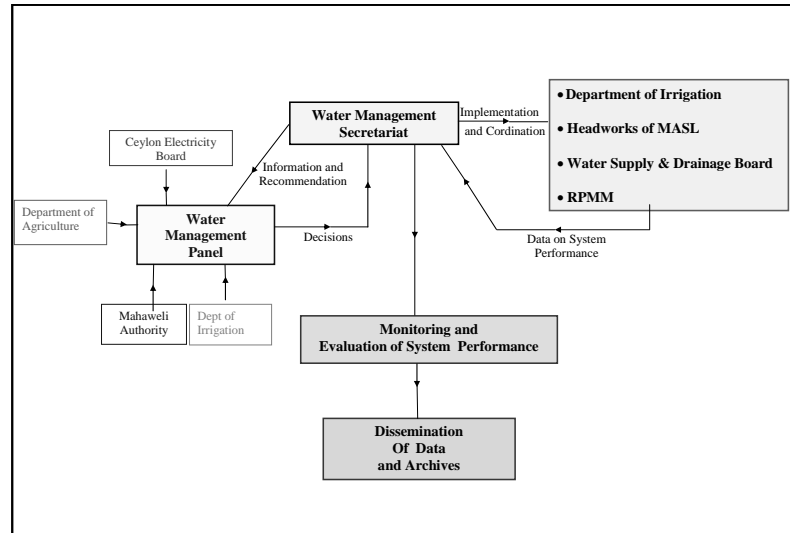 Water Management
Secretariat
Implementation
and Cordination
• Department of Irrigation
• Headworks of MASL
• Water Supply & Drainage Board
• RPMM
Ceylon Electricity
Board
Information and
Recommendation
Department of
Agriculture
Water
Management
Panel
Decisions
Data on System
Performance
Mahaweli
Authority
Dept of
Irrigation
Monitoring and
Evaluation of System Performance
Dissemination
Of Data
and Archives